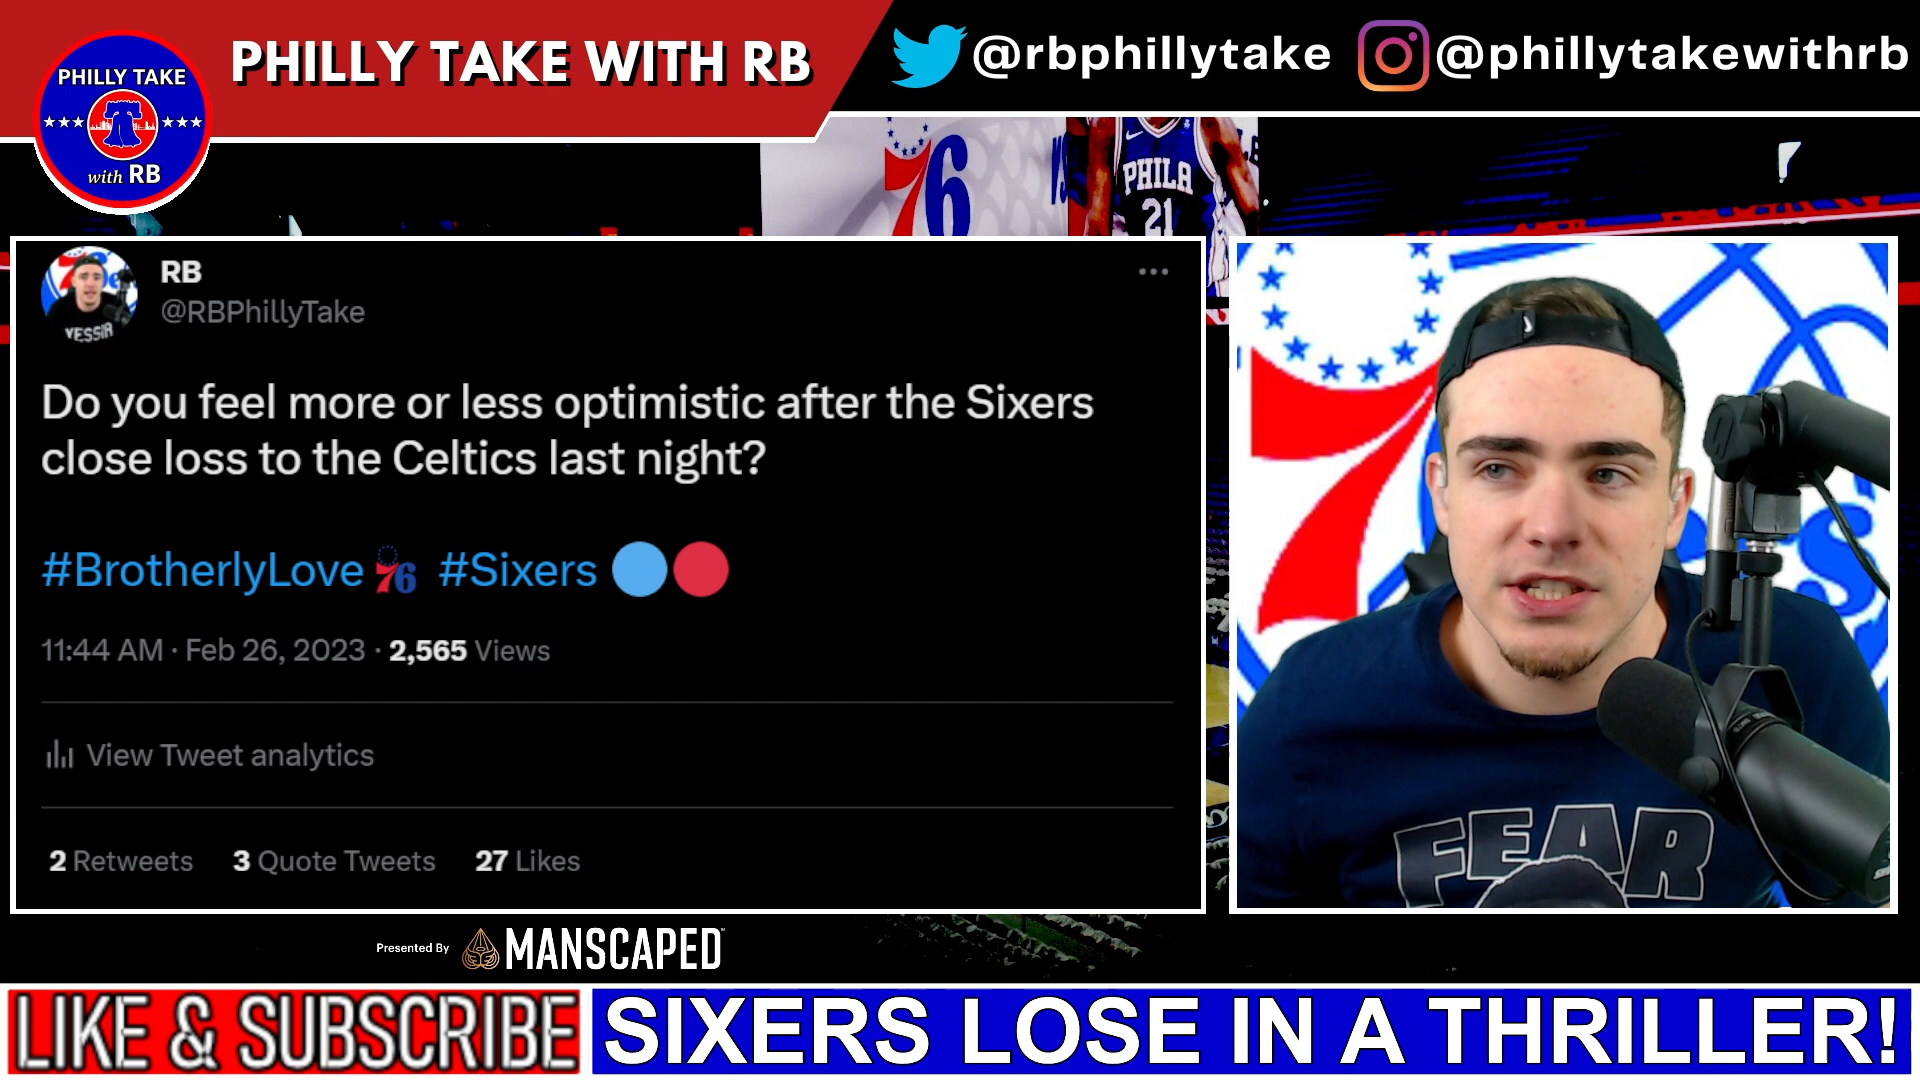 PHILLY TAKE WITH RB
@rbphillytake
@phillytakewithrb
PHILLY TAKE
with RB
76
PHILA
21
RB
@RBPhillyTake
YESSIR
Do you feel more or less optimistic after the Sixers
close loss to the Celtics last night?
#BrotherlyLove 76 #Sixers
11:44 AM · Feb 26, 2023 · 2,565 Views
View Tweet analytics
2 Retweets 3 Quote Tweets 27 Likes
FEAR
Presented By MANSCAPED
LIKE & SUBSCRIBE
SIXERS LOSE IN A THRILLER!